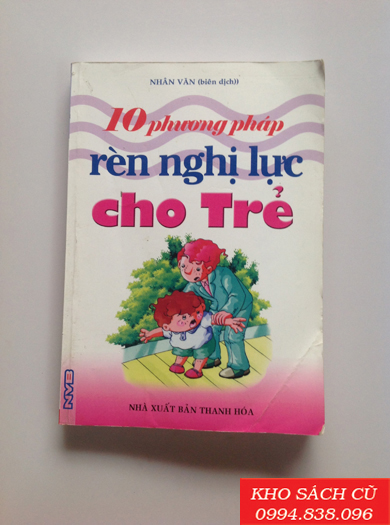 NHÂN VĂN (biên dịch))
10 phương pháp
rèn nghị lực
cho Trẻ
NVB
NHÀ XUẤT BẢN THANH HÓA
KHO SÁCH CŨ
0994.838.096